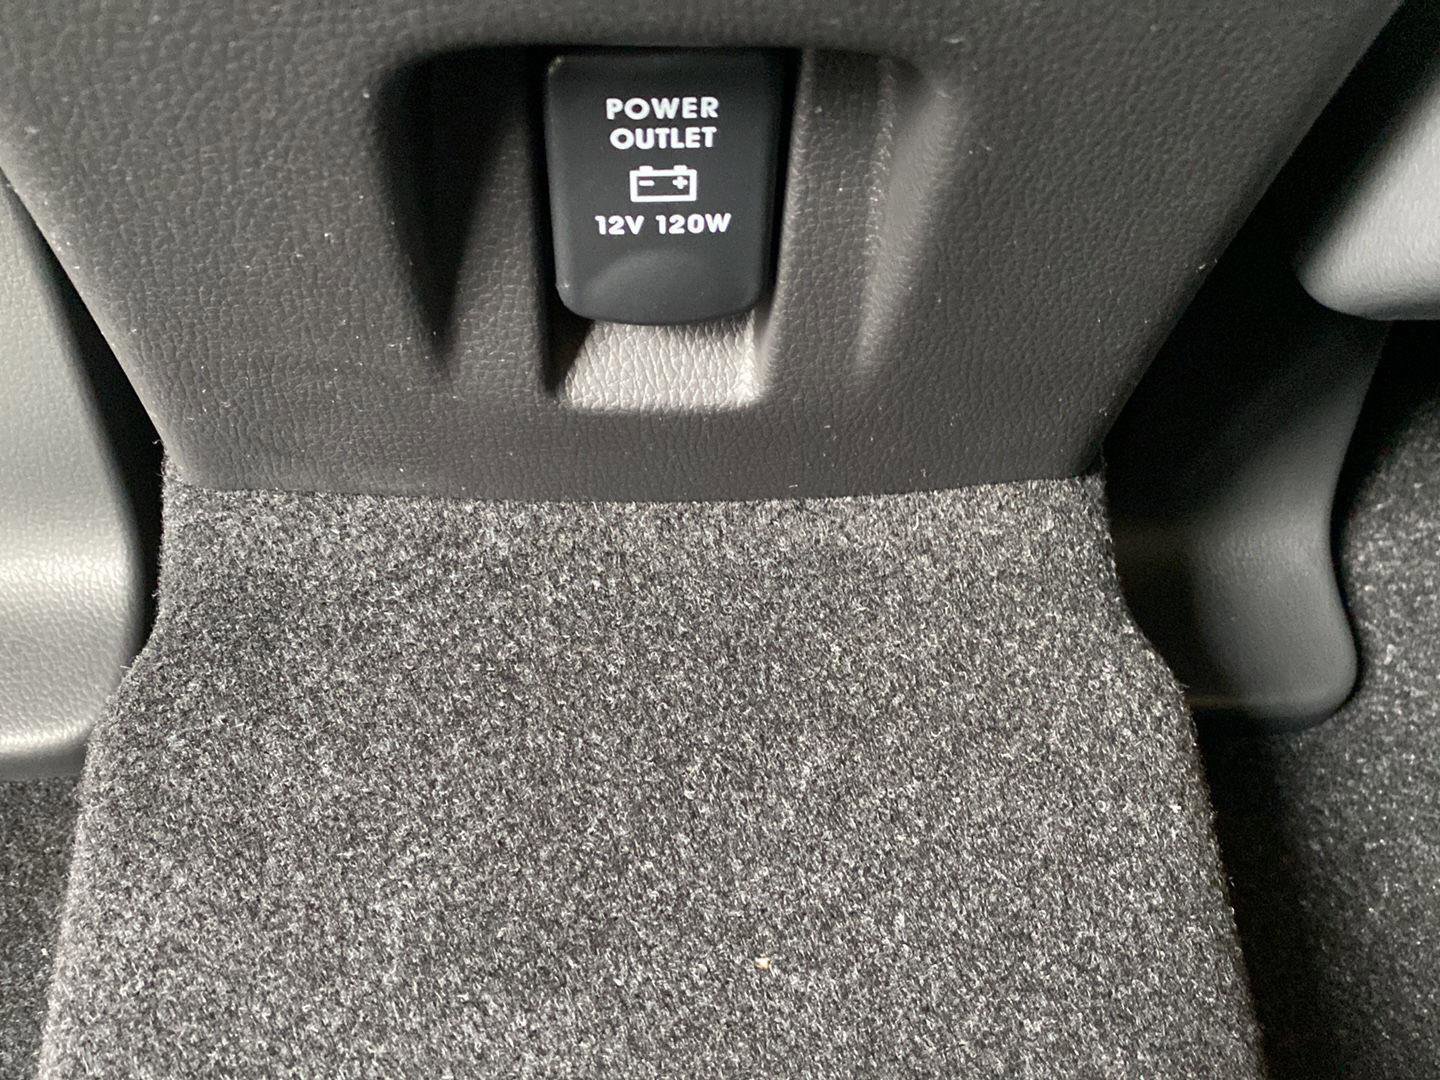 POWER
OUTLET
- +
12V 120W